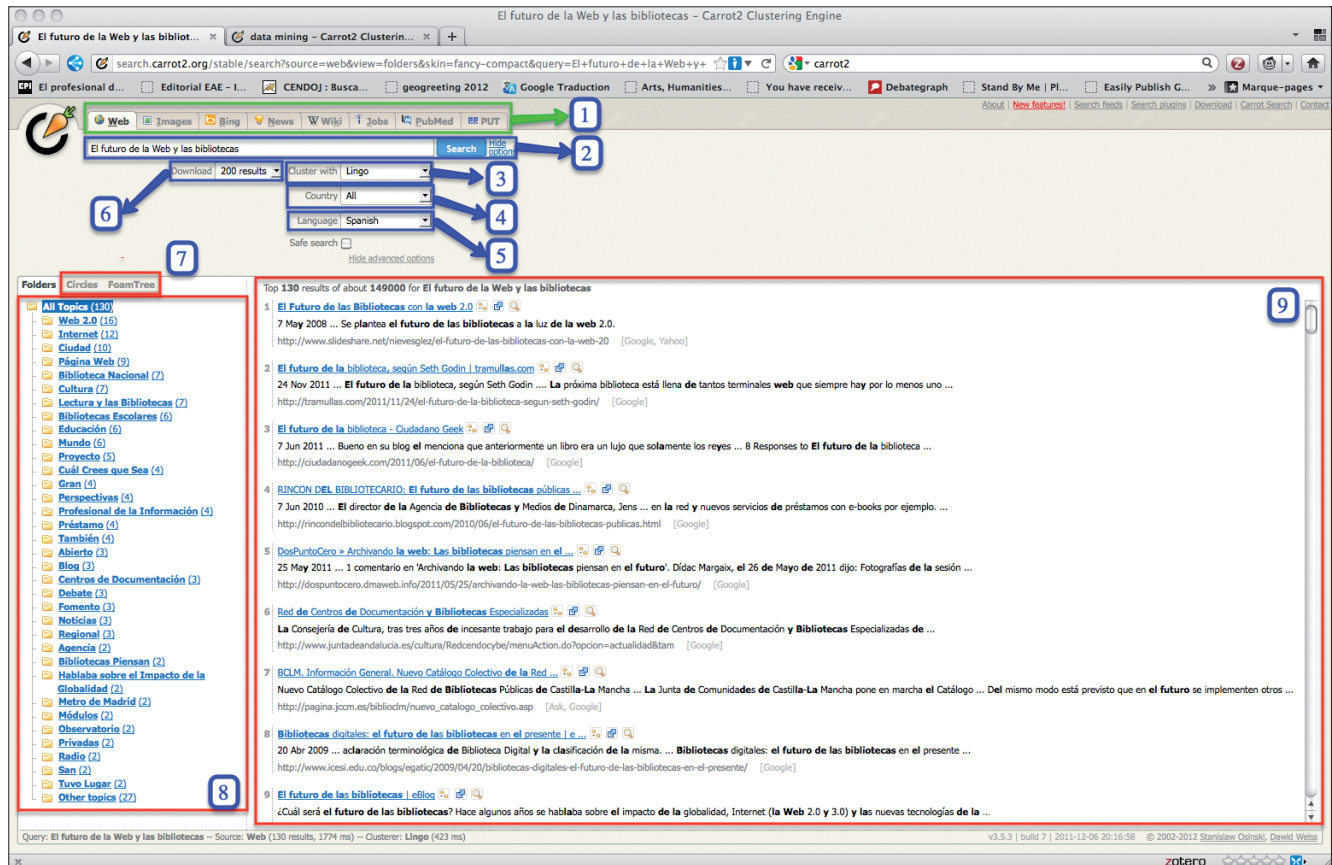 El futuro de la Web y las bibliotecas – Carrot2 Clustering Engine
El futuro de la Web y las bibliot... × data mining – Carrot2 Clusterin... × +
search.carrot2.org/stable/search?source=web&view=folders&skin=fancy-compact&query=El+futuro+de+la+Web+y+ carrot2
EPI El profesional d... Editorial EAE – l... CENDOJ : Busca... geogreeting 2012 Google Traduction Arts, Humanities... You have receiv... Debategraph Stand By Me | Pl... Easily Publish G... » Marque-pages
About | New features! | Search feeds | Search plugins | Download | Carrot Search | Contact
Web Images Bing News Wiki Jobs PubMed PUT 1
El futuro de la Web y las bibliotecas Search Hide options 2
Download 200 results Cluster with Lingo 3
Country All 4
6
Language Spanish 5
Safe search
Hide advanced options
7
Folders Circles FoamTree
Top 130 results of about 149000 for El futuro de la Web y las bibliotecas
9
All Topics (130)
Web 2.0 (16)
Internet (12)
Ciudad (10)
Página Web (9)
Biblioteca Nacional (7)
Cultura (7)
Lectura y las Bibliotecas (7)
Bibliotecas Escolares (6)
Educación (6)
Mundo (6)
Proyecto (5)
Cuál Crees que Sea (4)
Gran (4)
Perspectivas (4)
Profesional de la Información (4)
Préstamo (4)
También (4)
Abierto (3)
Blog (3)
Centros de Documentación (3)
Debate (3)
Fomento (3)
Noticias (3)
Regional (3)
Agencia (2)
Bibliotecas Piensan (2)
Hablaba sobre el Impacto de la
Globalidad (2)
Metro de Madrid (2)
Módulos (2)
Observatorio (2)
Privadas (2)
Radio (2)
San (2)
Tuvo Lugar (2)
Other topics (27)
8
1 El Futuro de las Bibliotecas con la web 2.0
7 May 2008 ... Se plantea el futuro de las bibliotecas a la luz de la web 2.0.
http://www.slideshare.net/nievesglez/el-futuro-de-las-bibliotecas-con-la-web-20 [Google, Yahoo]
2 El futuro de la biblioteca, según Seth Godin | tramullas.com
24 Nov 2011 ... El futuro de la biblioteca, según Seth Godin .... La próxima biblioteca está llena de tantos terminales web que siempre hay por lo menos uno ...
http://tramullas.com/2011/11/24/el-futuro-de-la-biblioteca-segun-seth-godin/ [Google]
3 El futuro de la biblioteca - Ciudadano Geek
7 Jun 2011 ... Bueno en su blog el menciona que anteriormente un libro era un lujo que solamente los reyes ... 8 Responses to El futuro de la biblioteca ...
http://ciudadanogeek.com/2011/06/el-futuro-de-la-biblioteca/ [Google]
4 RINCON DEL BIBLIOTECARIO: El futuro de las bibliotecas públicas ...
7 Jun 2010 ... El director de la Agencia de Bibliotecas y Medios de Dinamarca, Jens ... en la red y nuevos servicios de préstamos con e-books por ejemplo. ...
http://rincondelbibliotecario.blogspot.com/2010/06/el-futuro-de-las-bibliotecas-publicas.html [Google]
5 DosPuntoCero » Archivando la web: Las bibliotecas piensan en el ...
25 May 2011 ... 1 comentario en 'Archivando la web: Las bibliotecas piensan en el futuro'. Dídac Margaix, el 26 de Mayo de 2011 dijo: Fotografías de la sesión ...
http://dospuntocero.dmaweb.info/2011/05/25/archivando-la-web-las-bibliotecas-piensan-en-el-futuro/ [Google]
6 Red de Centros de Documentación y Bibliotecas Especializadas
La Consejería de Cultura, tras tres años de incesante trabajo para el desarrollo de la Red de Centros de Documentación y Bibliotecas Especializadas de ...
http://www.juntadeandalucia.es/cultura/Redcendocybe/menuAction.do?opcion=actualidad&tam [Google]
7 BCLM. Información General. Nuevo Catálogo Colectivo de la Red ...
Nuevo Catálogo Colectivo de la Red de Bibliotecas Públicas de Castilla-La Mancha ... La Junta de Comunidades de Castilla-La Mancha pone en marcha el Catálogo ... Del mismo modo está previsto que en el futuro se implementen otros ...
http://pagina.jccm.es/biblioclm/nuevo_catalogo_colectivo.asp [Ask, Google]
8 Bibliotecas digitales: el futuro de las bibliotecas en el presente | e ...
20 Abr 2009 ... aclaración terminológica de Biblioteca Digital y la clasificación de la misma. ... Bibliotecas digitales: el futuro de las bibliotecas en el presente ...
http://www.icesi.edu.co/blogs/egatic/2009/04/20/bibliotecas-digitales-el-futuro-de-las-bibliotecas-en-el-presente/ [Google]
9 El futuro de las bibliotecas | eBlog
¿Cuál será el futuro de las bibliotecas? Hace algunos años se hablaba sobre el impacto de la globalidad, Internet (la Web 2.0 y 3.0) y las nuevas tecnologías de la ...
Query: El futuro de la Web y las bibliotecas -- Source: Web (130 results, 1774 ms) -- Clusterer: Lingo (423 ms)
v3.5.3 | build 7 | 2011-12-06 20:16:58 © 2002-2012 Stanislaw Osinski, Dawid Weiss
zotero